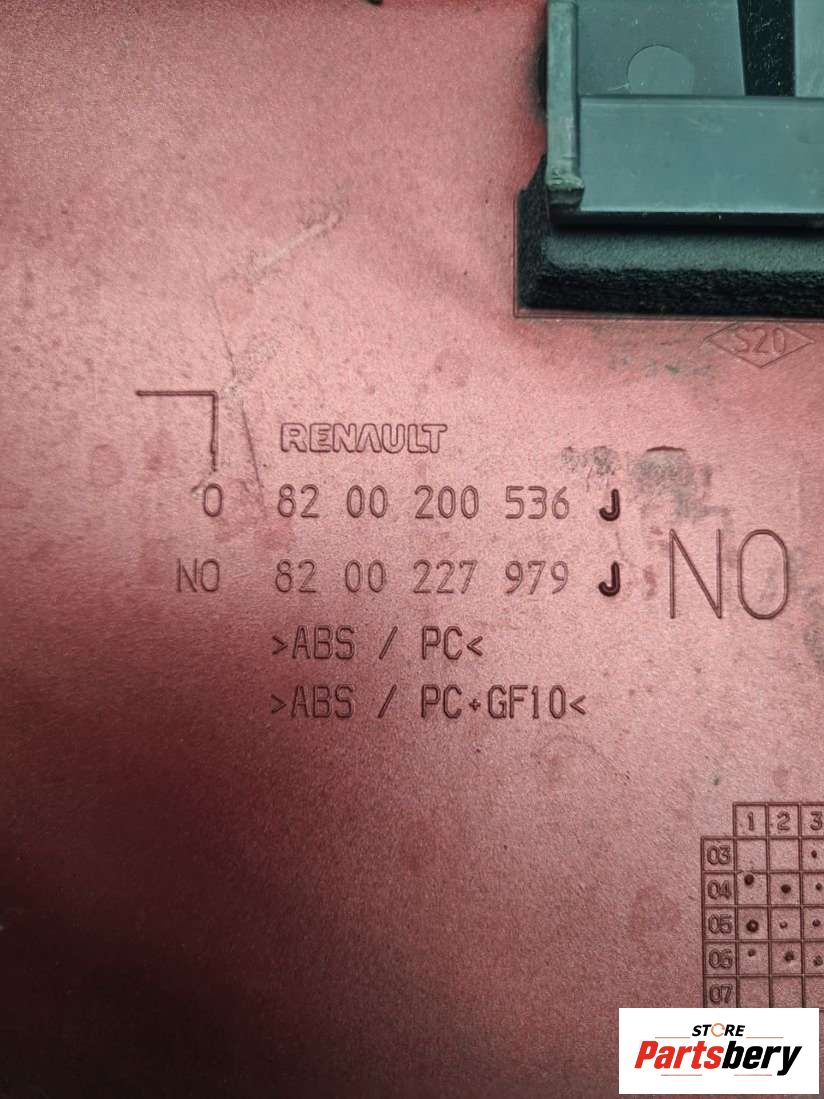 S20
RENAULT
O 82 00 200 536 J
NO 82 00 227 979 J
NO
>ABS / PC<
>ABS / PC+GF10<
1 2 3
03
04
05
06
07
STORE
Partsbery